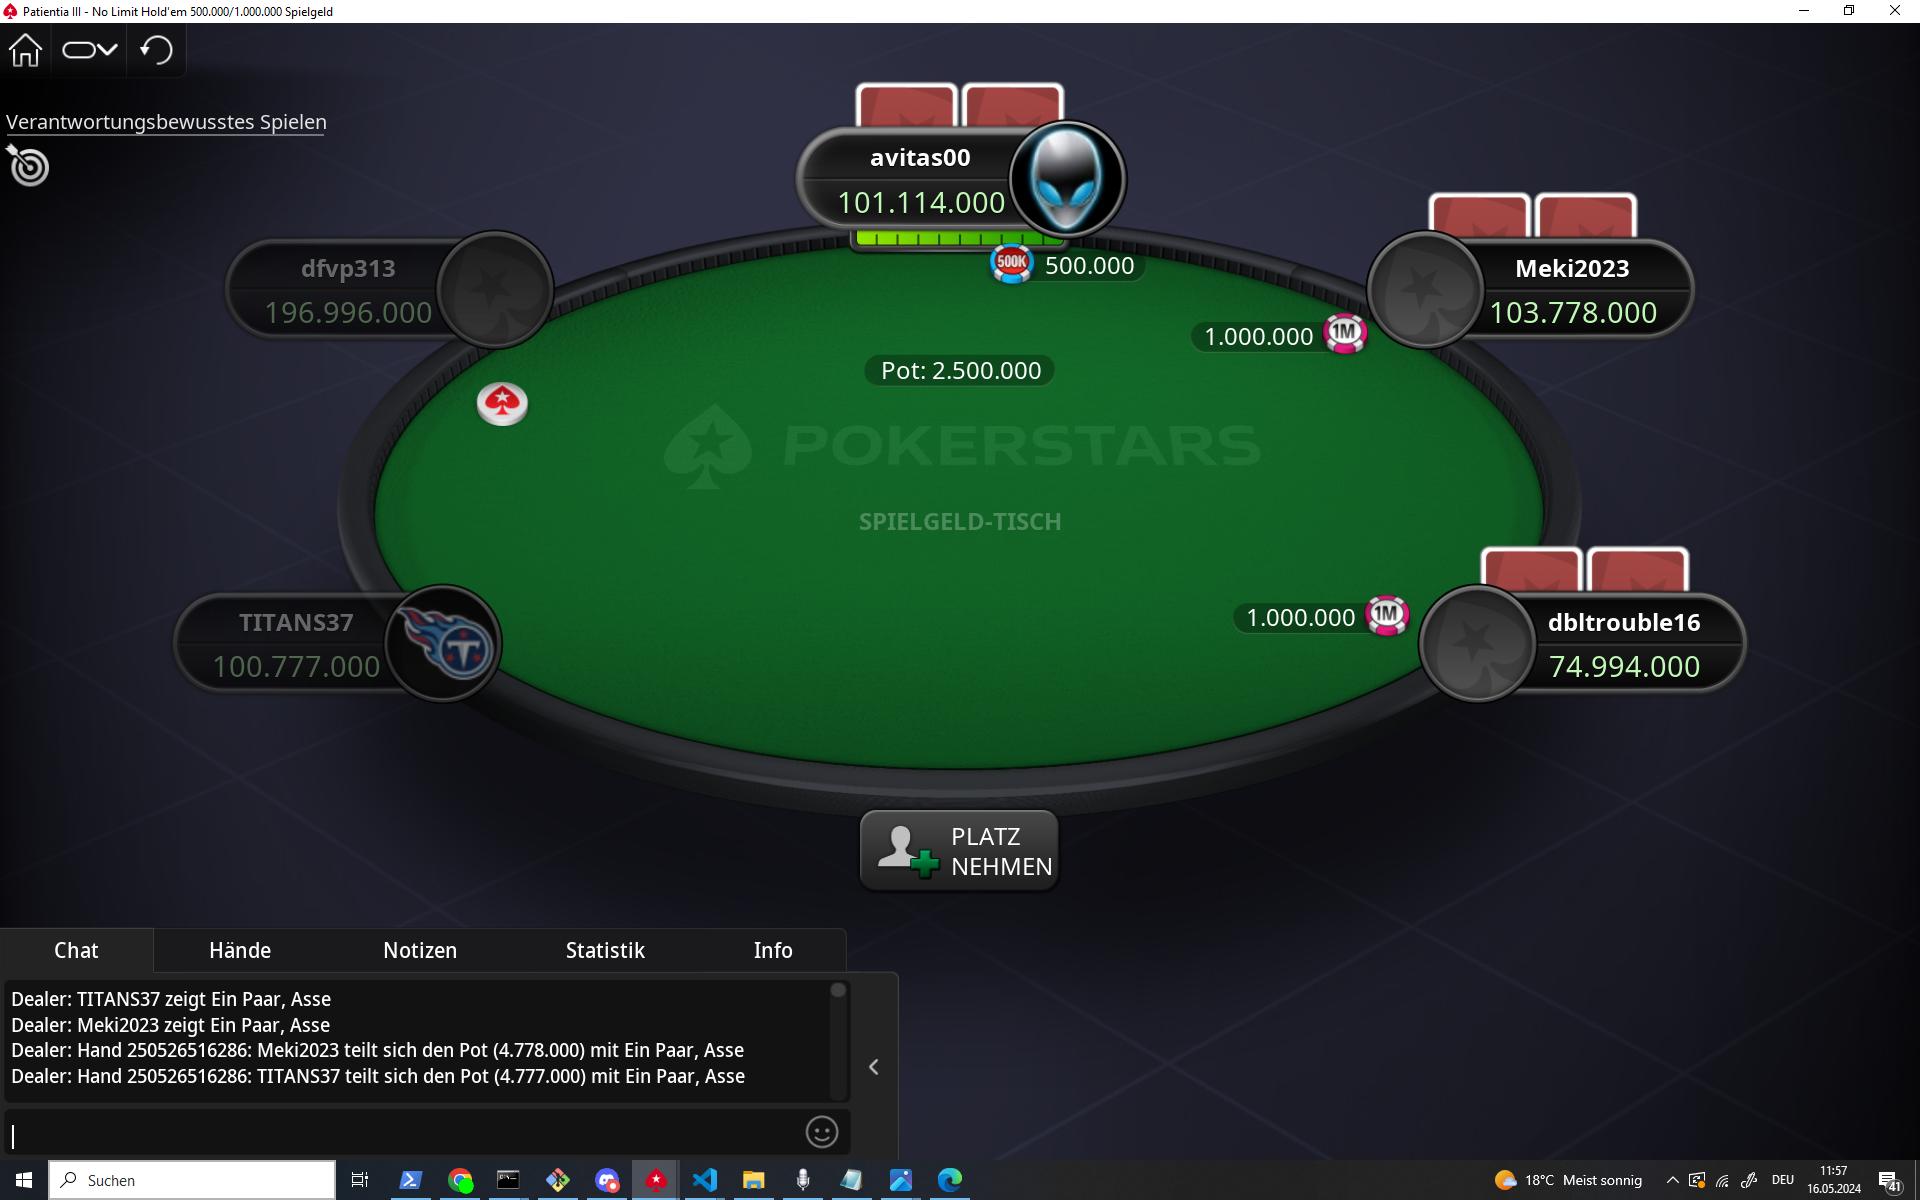 Patientia III - No Limit Hold'em 500.000/1.000.000 Spielgeld
Verantwortungsbewusstes Spielen
avitas00
101.114.000
Meki2023
103.778.000
dfvp313
196.996.000
500K 500.000
1.000.000 1M
Pot: 2.500.000
POKERSTARS
SPIELGELD-TISCH
TITANS37
100.777.000
T
1.000.000 1M
dbltrouble16
74.994.000
PLATZ
NEHMEN
Chat Hände Notizen Statistik Info
Dealer: TITANS37 zeigt Ein Paar, Asse
Dealer: Meki2023 zeigt Ein Paar, Asse
Dealer: Hand 250526516286: Meki2023 teilt sich den Pot (4.778.000) mit Ein Paar, Asse
Dealer: Hand 250526516286: TITANS37 teilt sich den Pot (4.777.000) mit Ein Paar, Asse
Suchen
18°C Meist sonnig
DEU
11:57
16.05.2024
41